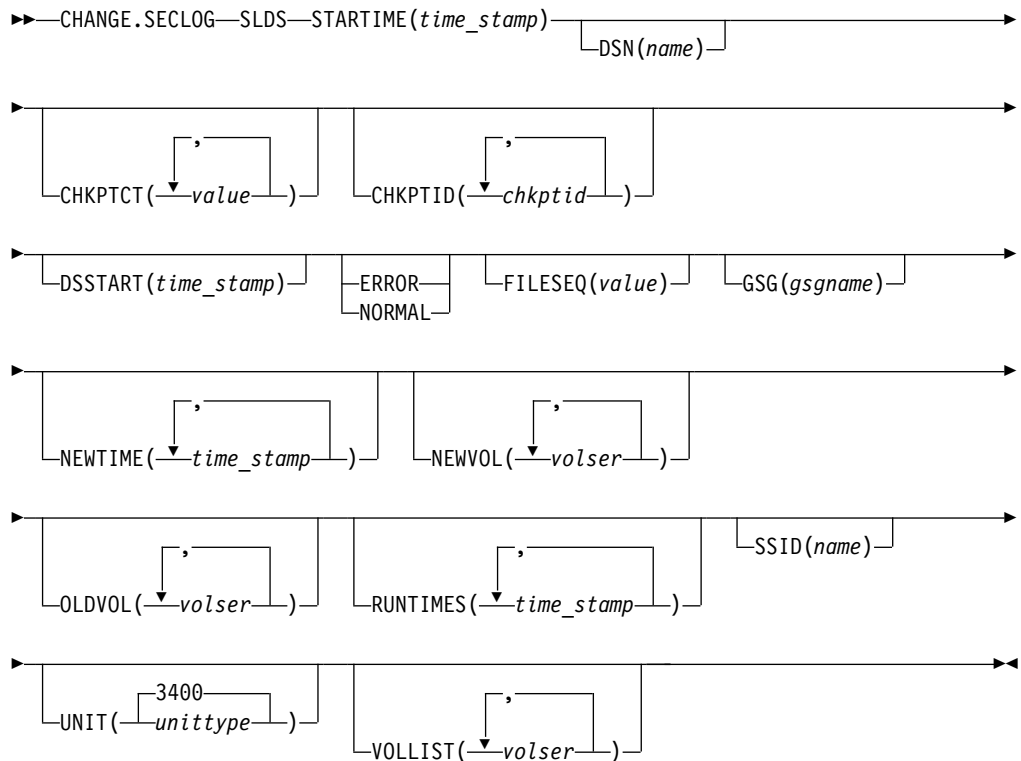 CHANGE.SECLOG SLDS STARTIME(time_stamp)
DSN(name)
,
CHKPTCT( value )
,
CHKPTID( chkptid )
DSSTART(time_stamp)
ERROR
NORMAL
FILESEQ(value)
GSG(gsgname)
,
NEWTIME( time_stamp )
,
NEWVOL( volser )
,
OLDVOL( volser )
,
RUNTIMES( time_stamp )
SSID(name)
3400
UNIT( unittype )
,
VOLLIST( volser )